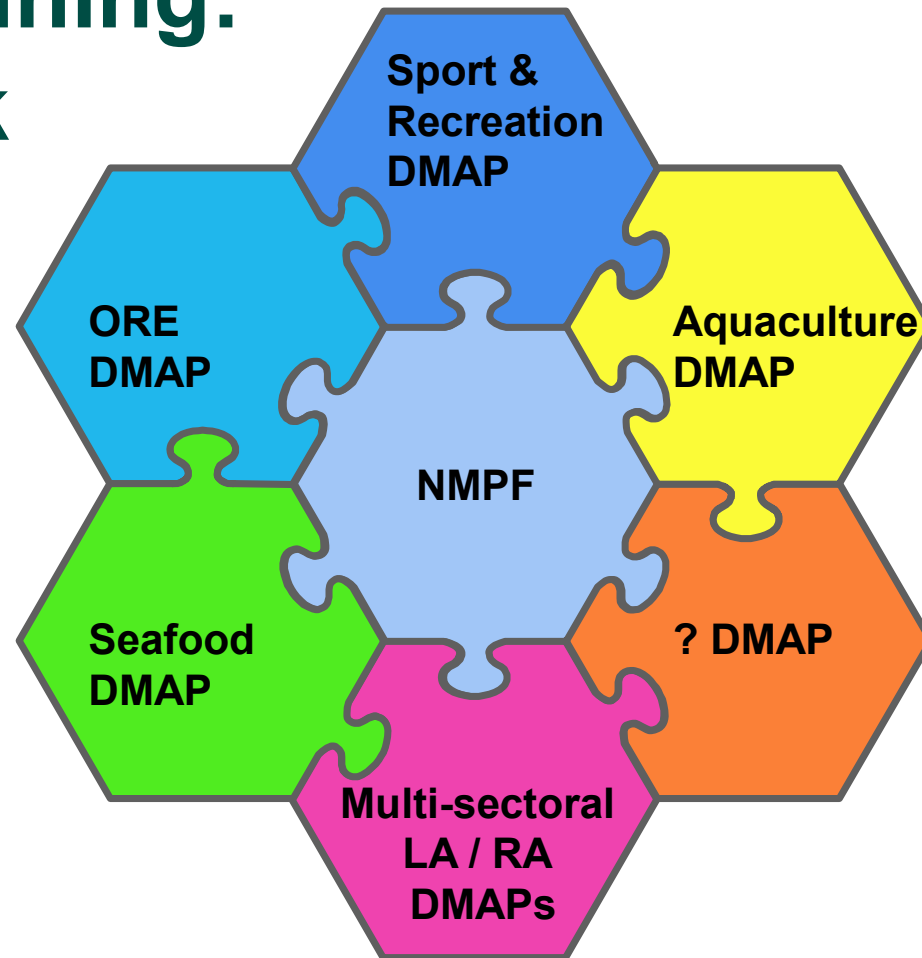 Sport &
Recreation
DMAP
ORE
DMAP
Aquaculture
DMAP
NMPF
Seafood
DMAP
? DMAP
Multi-sectoral
LA / RA
DMAPs